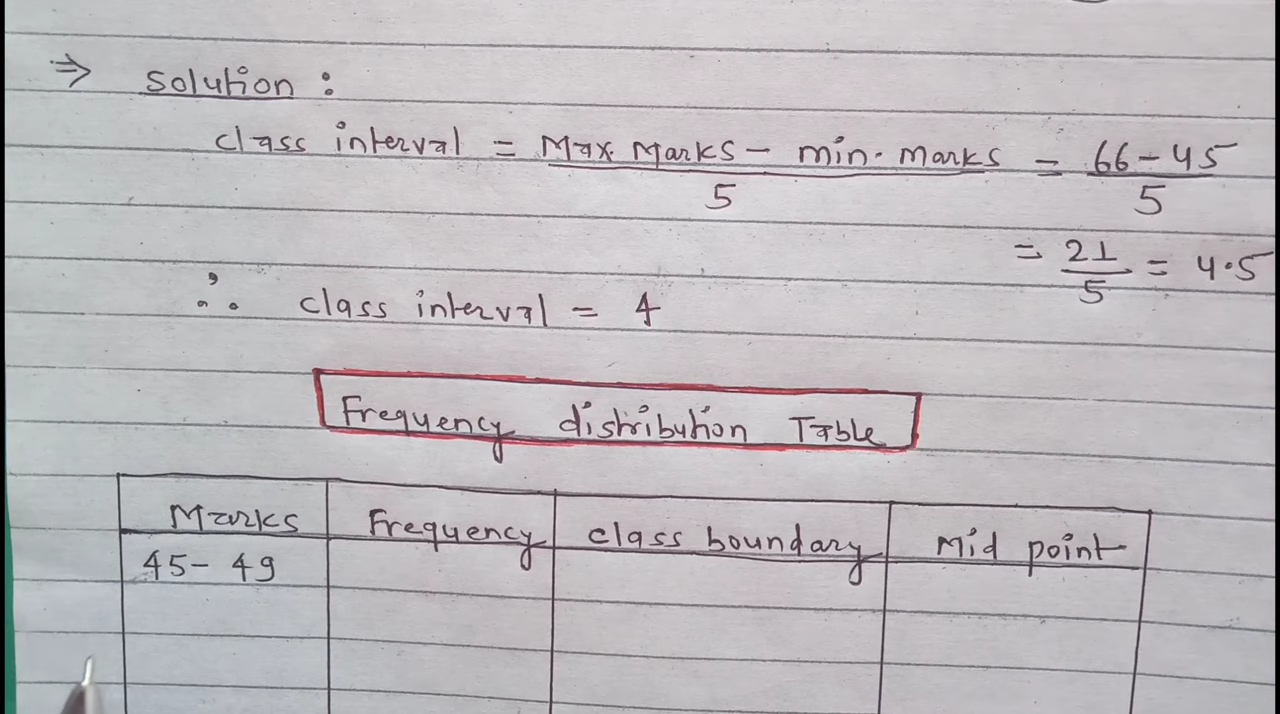 ⇒ Solution :
class interval = Max Marks - min. marks / 5 = 66-45 / 5
= 21 / 5 = 4.5
∴ class interval = 4
Frequency distribution Table
Marks Frequency class boundary Mid point
45- 49